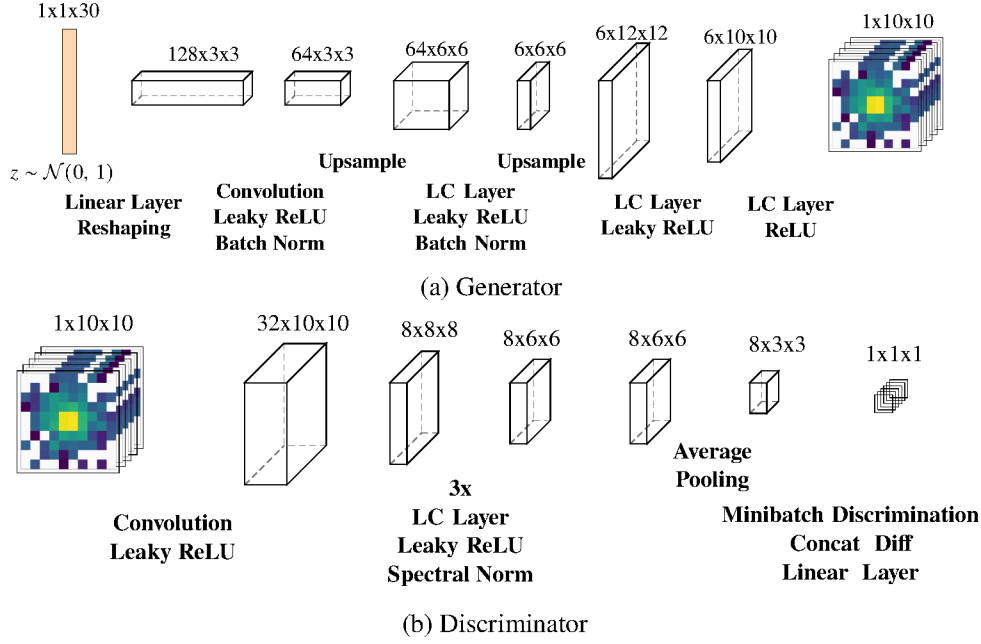 1x1x30
128x3x3
64x3x3
64x6x6
6x6x6
6x12x12
6x10x10
1x10x10
z ~ 𝒩(0, 1)
Linear Layer
Reshaping
Convolution
Leaky ReLU
Batch Norm
Upsample
LC Layer
Leaky ReLU
Batch Norm
Upsample
LC Layer
Leaky ReLU
LC Layer
ReLU
(a) Generator
1x10x10
32x10x10
8x8x8
8x6x6
8x6x6
8x3x3
1x1x1
Convolution
Leaky ReLU
3x
LC Layer
Leaky ReLU
Spectral Norm
Average
Pooling
Minibatch Discrimination
Concat Diff
Linear Layer
(b) Discriminator